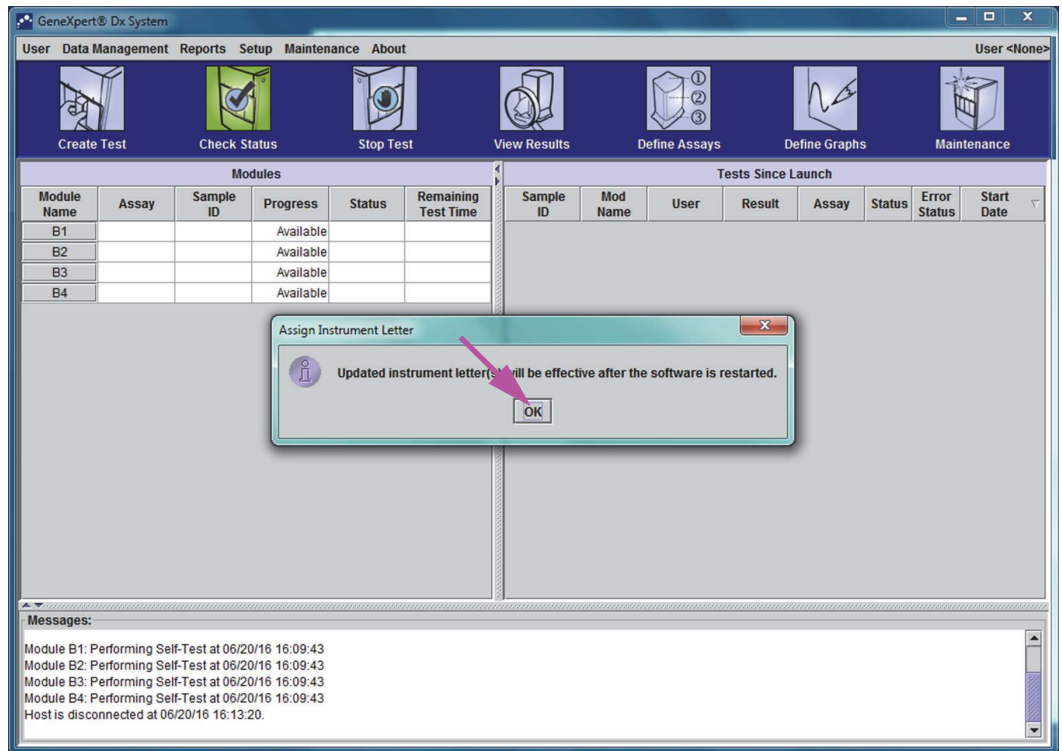 GeneXpert® Dx System
User Data Management Reports Setup Maintenance About User <None>
Create Test Check Status Stop Test View Results Define Assays Define Graphs Maintenance
① ② ③
Modules
Module Name Assay Sample ID Progress Status Remaining Test Time
B1 Available
B2 Available
B3 Available
B4 Available
Tests Since Launch
Sample ID Mod Name User Result Assay Status Error Status Start Date
Assign Instrument Letter
Updated instrument letter(s) will be effective after the software is restarted.
OK
Messages:
Module B1: Performing Self-Test at 06/20/16 16:09:43
Module B2: Performing Self-Test at 06/20/16 16:09:43
Module B3: Performing Self-Test at 06/20/16 16:09:43
Module B4: Performing Self-Test at 06/20/16 16:09:43
Host is disconnected at 06/20/16 16:13:20.